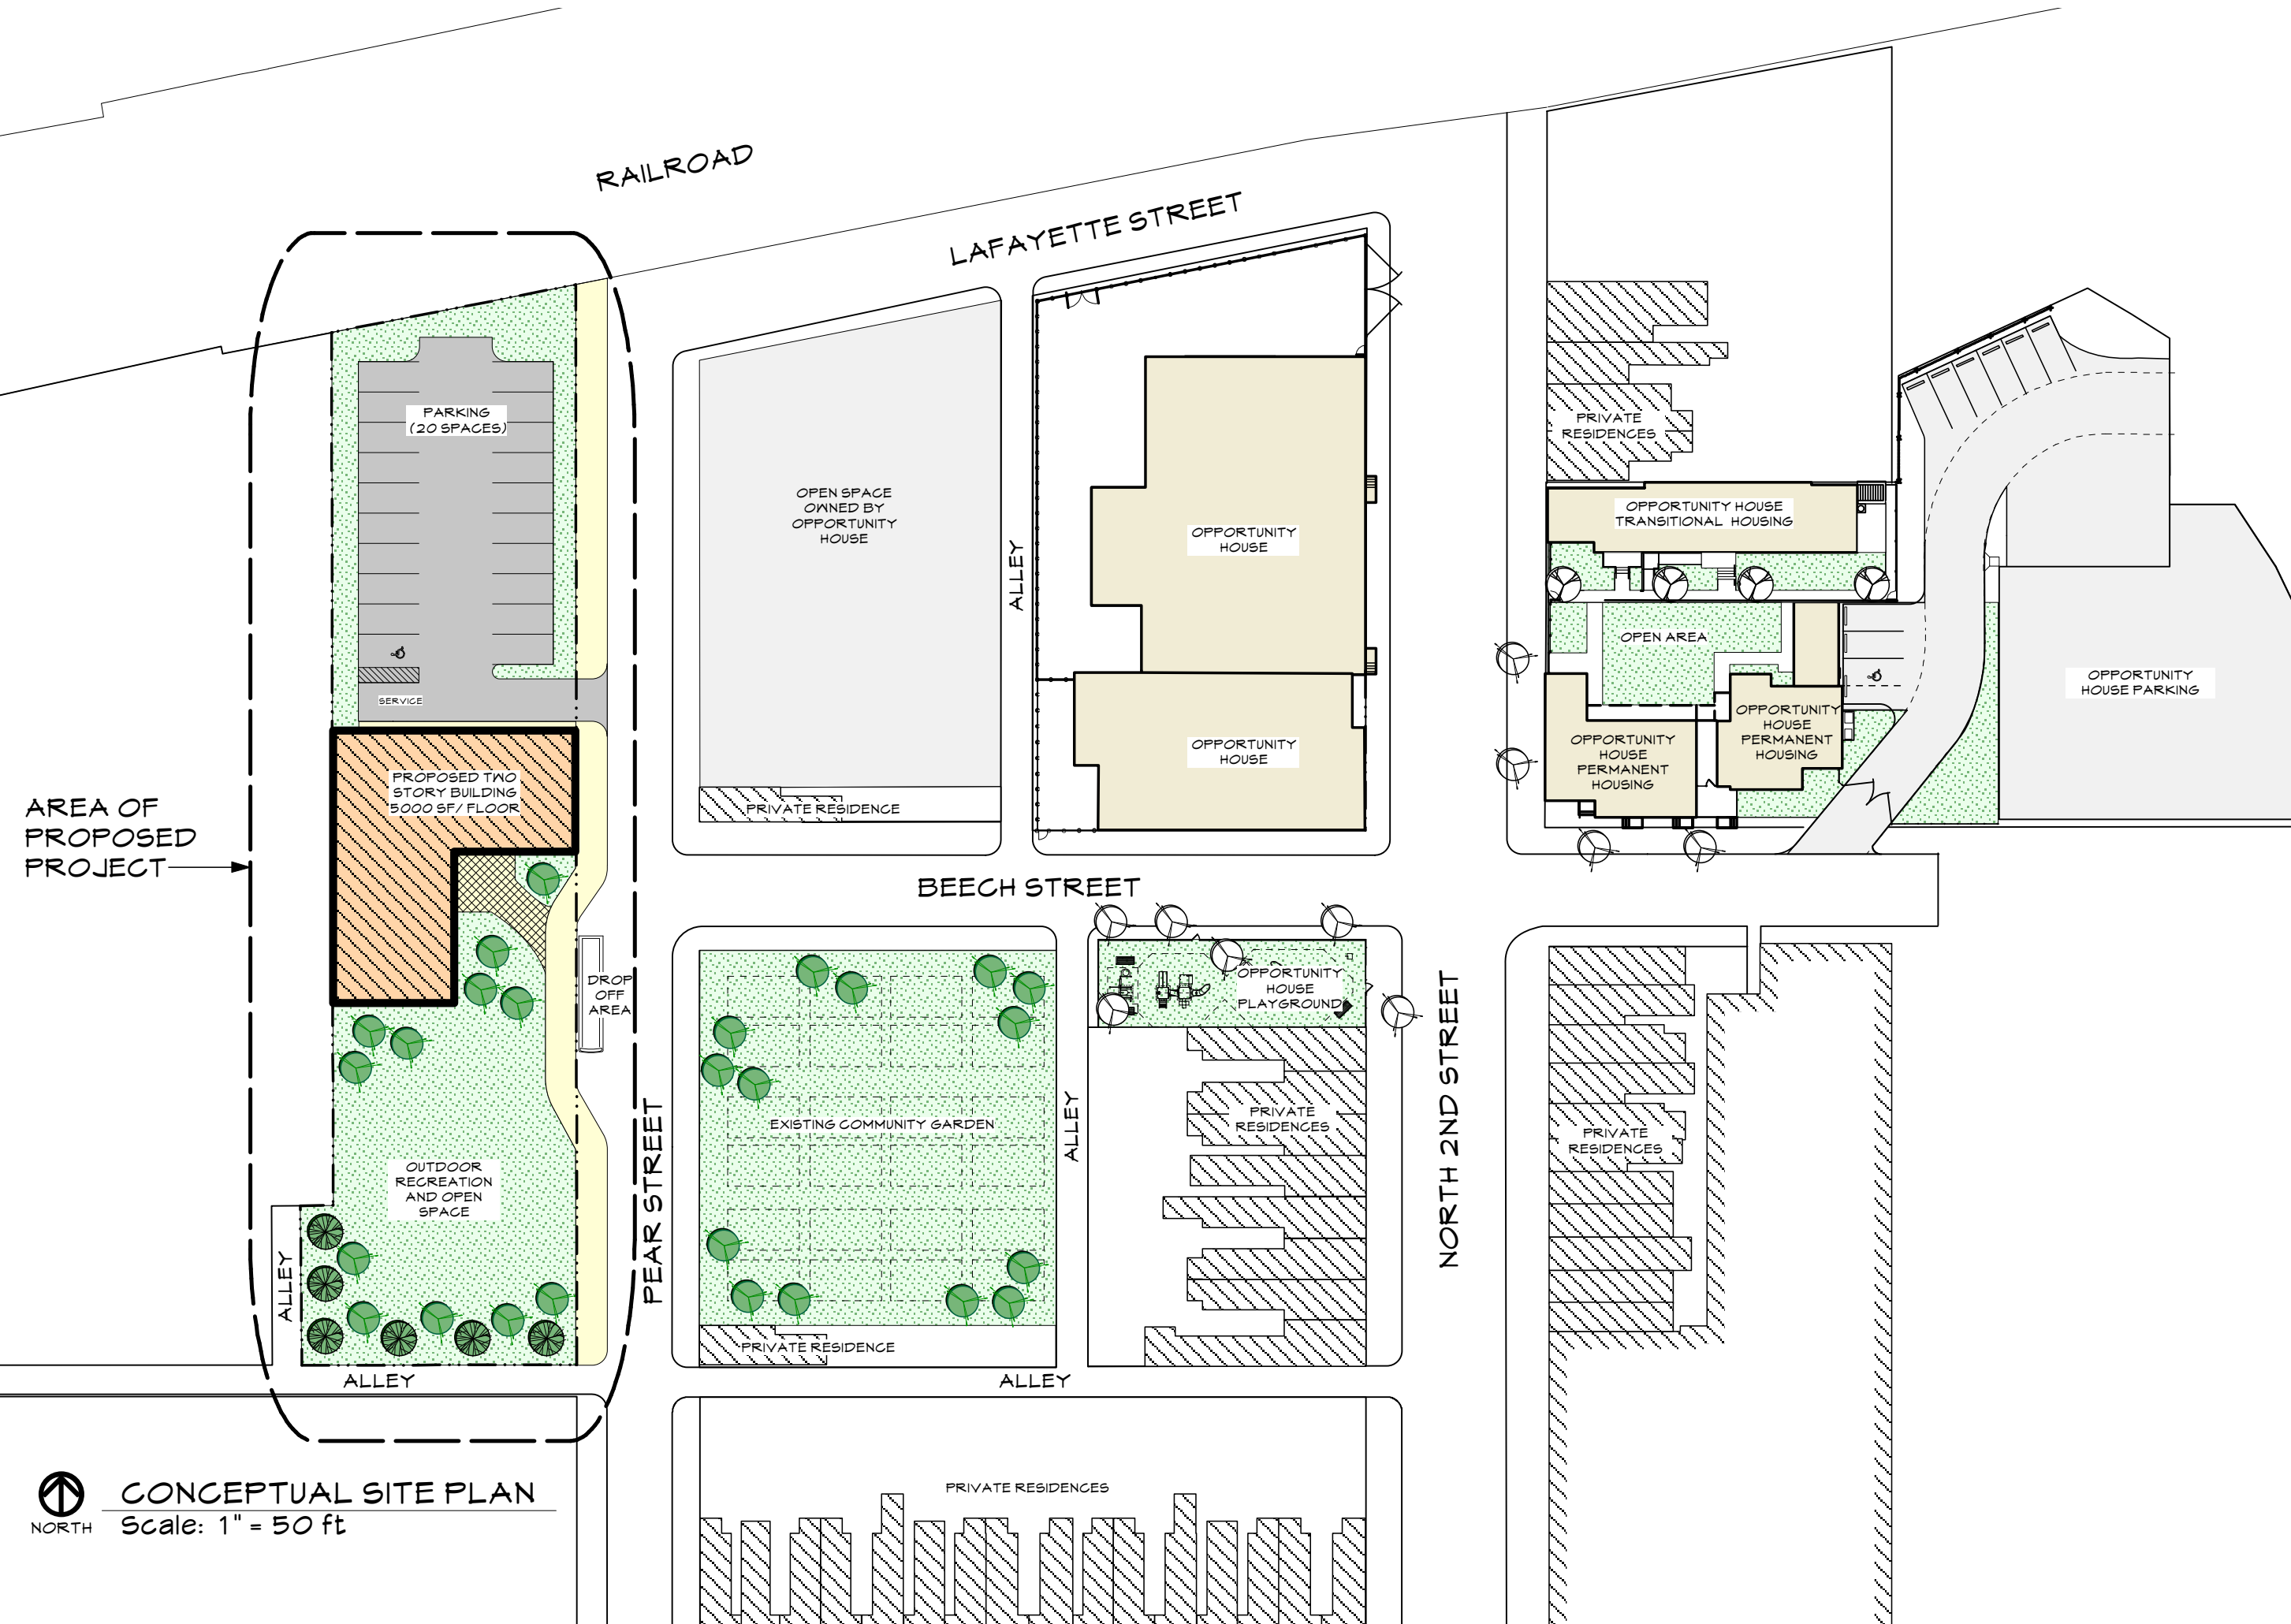 RAILROAD
LAFAYETTE STREET
PARKING
(20 SPACES)
SERVICE
PROPOSED TWO
STORY BUILDING
5000 SF/ FLOOR
AREA OF
PROPOSED
PROJECT
OPEN SPACE
OWNED BY
OPPORTUNITY
HOUSE
PRIVATE RESIDENCE
ALLEY
OPPORTUNITY
HOUSE
OPPORTUNITY
HOUSE
PRIVATE
RESIDENCES
OPPORTUNITY HOUSE
TRANSITIONAL HOUSING
OPEN AREA
OPPORTUNITY
HOUSE
PERMANENT
HOUSING
OPPORTUNITY
HOUSE
PERMANENT
HOUSING
OPPORTUNITY
HOUSE PARKING
BEECH STREET
DROP
OFF
AREA
OUTDOOR
RECREATION
AND OPEN
SPACE
ALLEY
PEAR STREET
EXISTING COMMUNITY GARDEN
PRIVATE RESIDENCE
ALLEY
OPPORTUNITY
HOUSE
PLAYGROUND
PRIVATE
RESIDENCES
NORTH 2ND STREET
PRIVATE
RESIDENCES
ALLEY
ALLEY
PRIVATE RESIDENCES
NORTH
CONCEPTUAL SITE PLAN
Scale: 1" = 50 ft